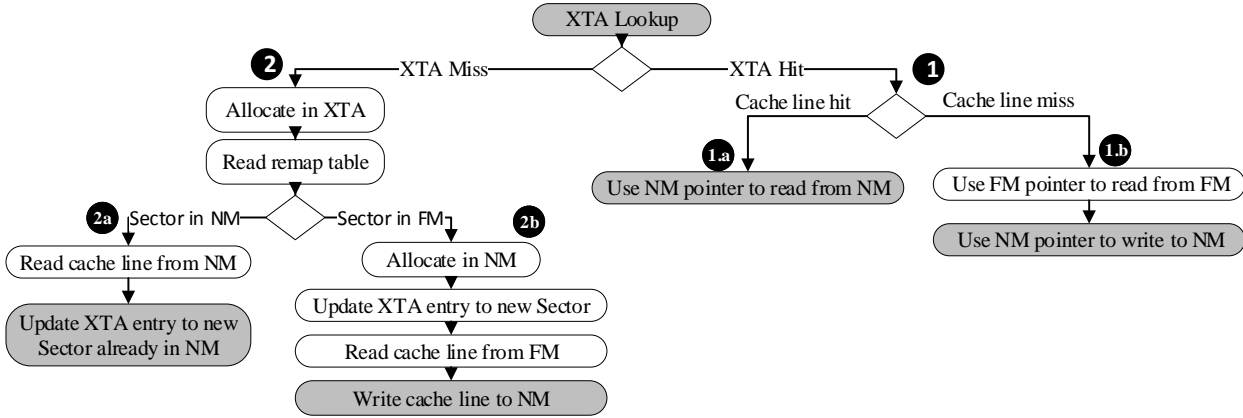 XTA Lookup
2
XTA Miss
XTA Hit
1
Allocate in XTA
Cache line hit
Cache line miss
Read remap table
1.a
1.b
Use NM pointer to read from NM
Use FM pointer to read from FM
2a
Sector in NM
Sector in FM
2b
Use NM pointer to write to NM
Read cache line from NM
Allocate in NM
Update XTA entry to new
Sector already in NM
Update XTA entry to new Sector
Read cache line from FM
Write cache line to NM